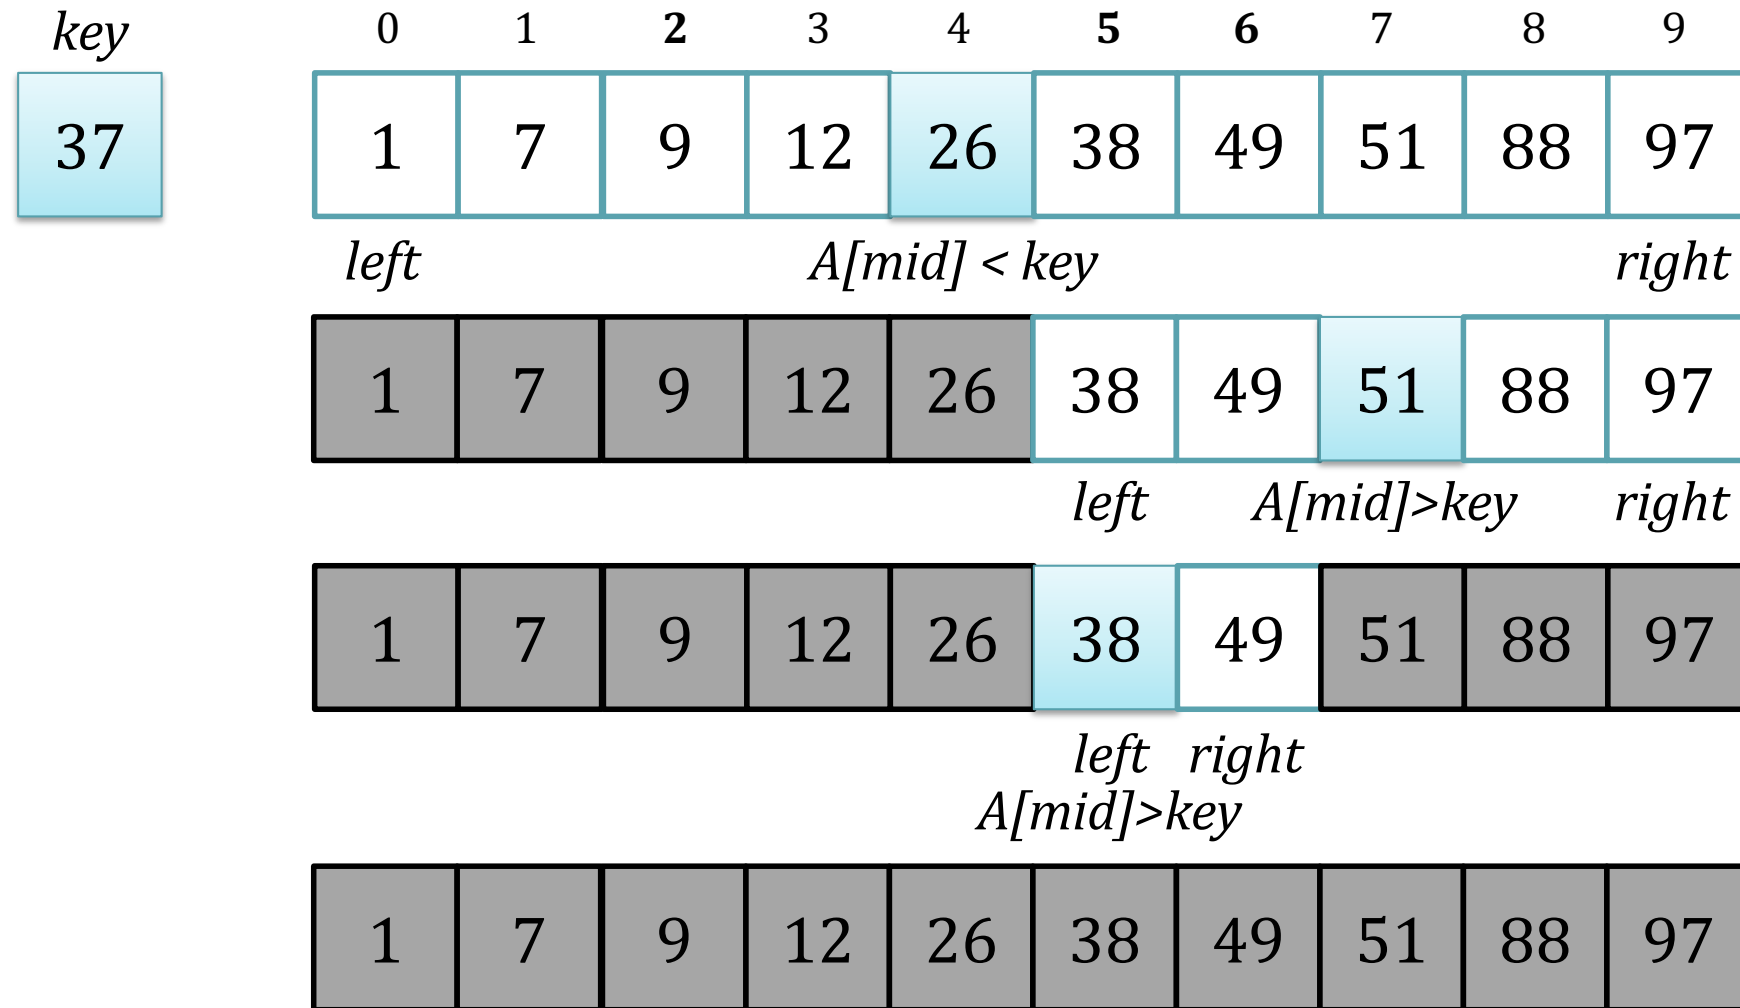 key 0 1 2 3 4 5 6 7 8 9
37 1 7 9 12 26 38 49 51 88 97
left A[mid] < key right
1 7 9 12 26 38 49 51 88 97
left A[mid]>key right
1 7 9 12 26 38 49 51 88 97
left right
A[mid]>key
1 7 9 12 26 38 49 51 88 97